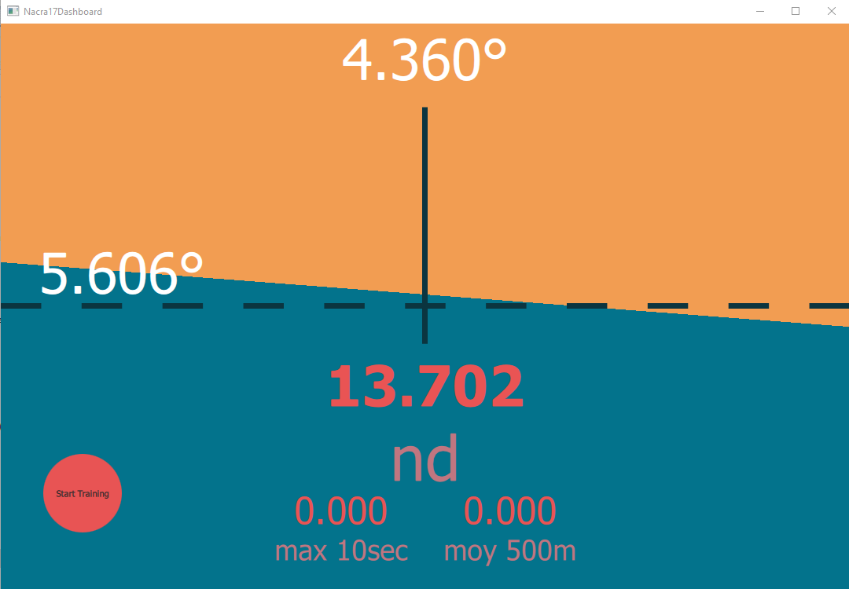 Nacra17Dashboard
4.360°
5.606°
13.702
nd
Start Training
0.000 0.000
max 10sec moy 500m